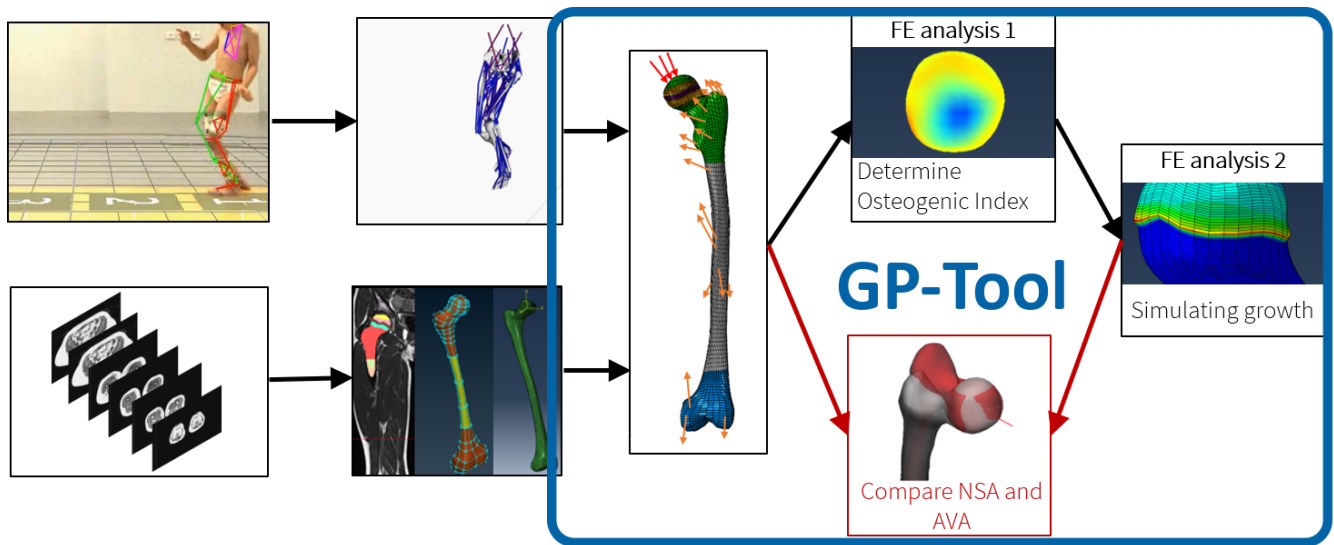 FE analysis 1
Determine
Osteogenic Index
FE analysis 2
Simulating growth
GP-Tool
Compare NSA and
AVA